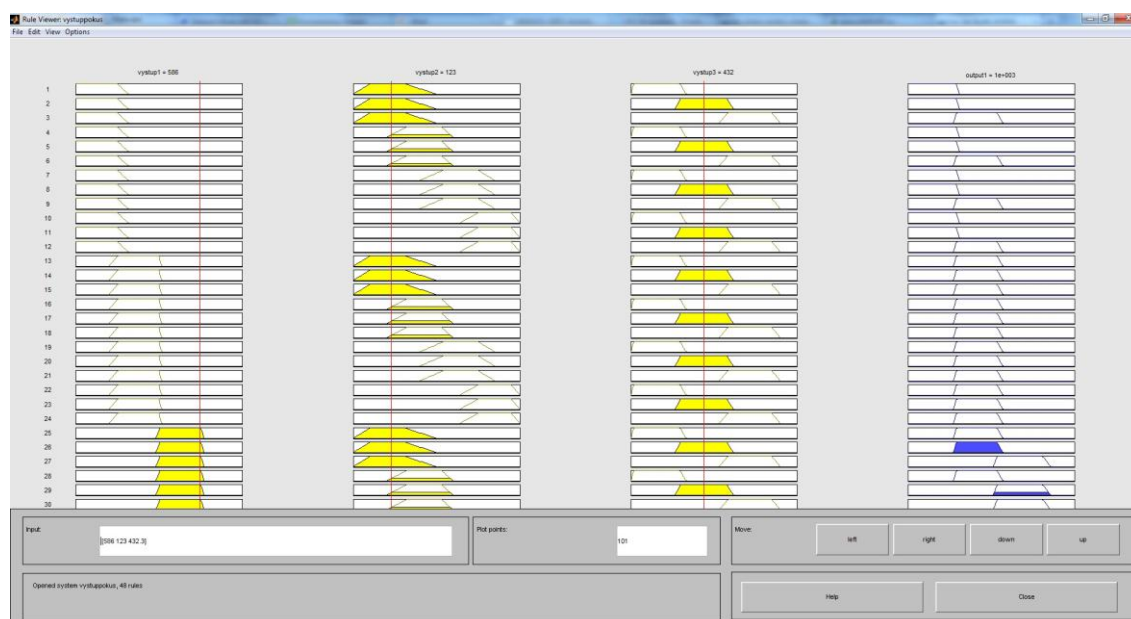 Rule Viewer: vystuppokus
File Edit View Options
vystup1 = 586
vystup2 = 123
vystup3 = 432
output1 = 1e+003
1
2
3
4
5
6
7
8
9
10
11
12
13
14
15
16
17
18
19
20
21
22
23
24
25
26
27
28
29
30
Input:
[[586 123 432.3]
Plot points:
101
Move:
left
right
down
up
Opened system vystuppokus, 48 rules
Help
Close